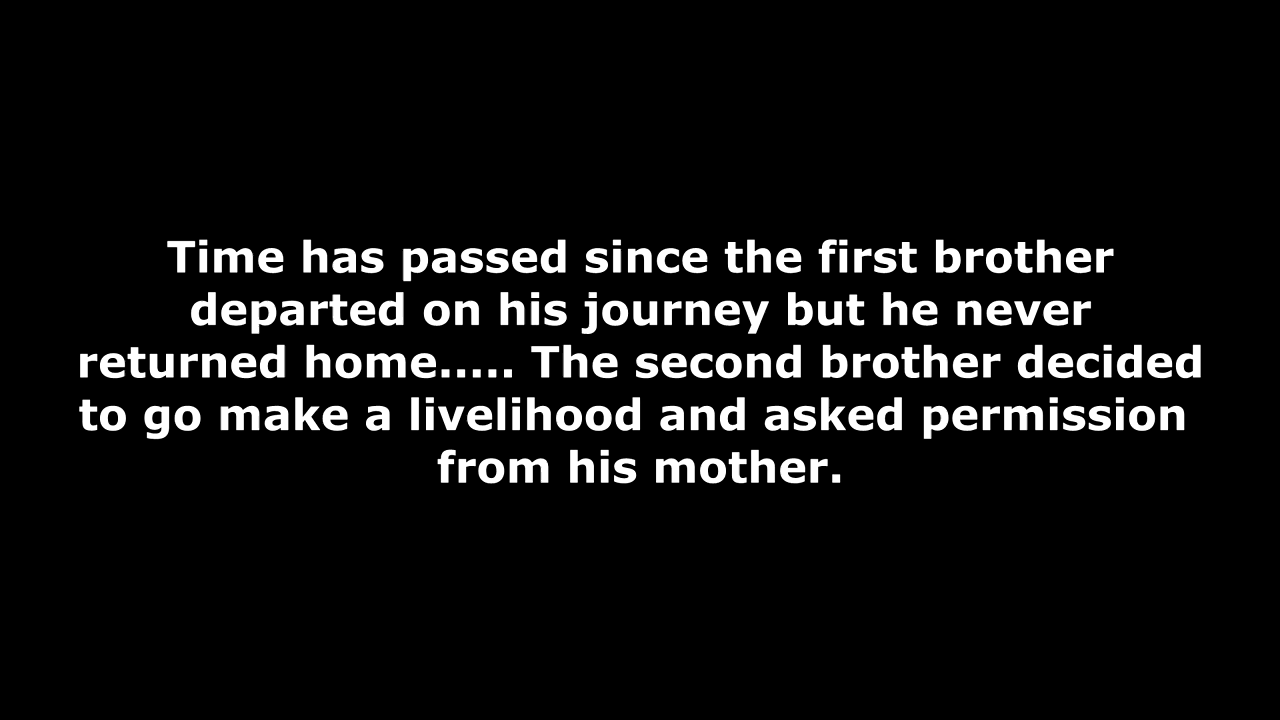 Time has passed since the first brother
departed on his journey but he never
returned home..... The second brother decided
to go make a livelihood and asked permission
from his mother.